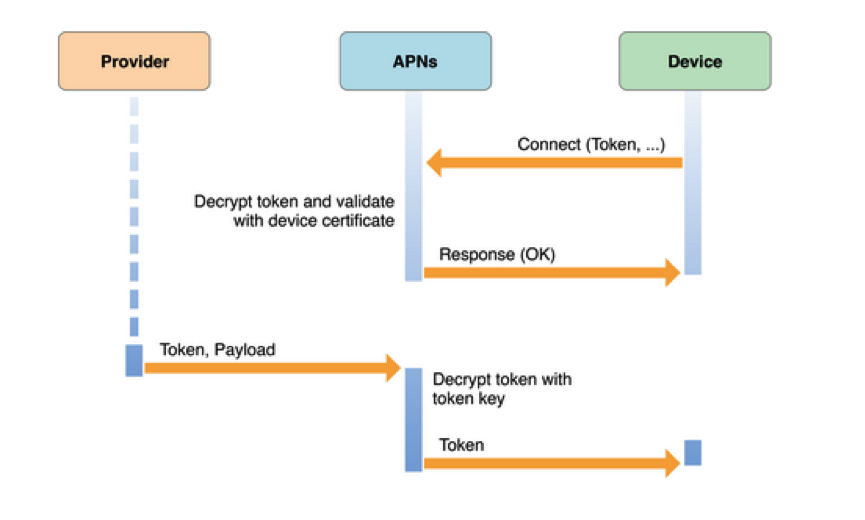 Provider
APNs
Device
Connect (Token, ...)
Decrypt token and validate
with device certificate
Response (OK)
Token, Payload
Decrypt token with
token key
Token